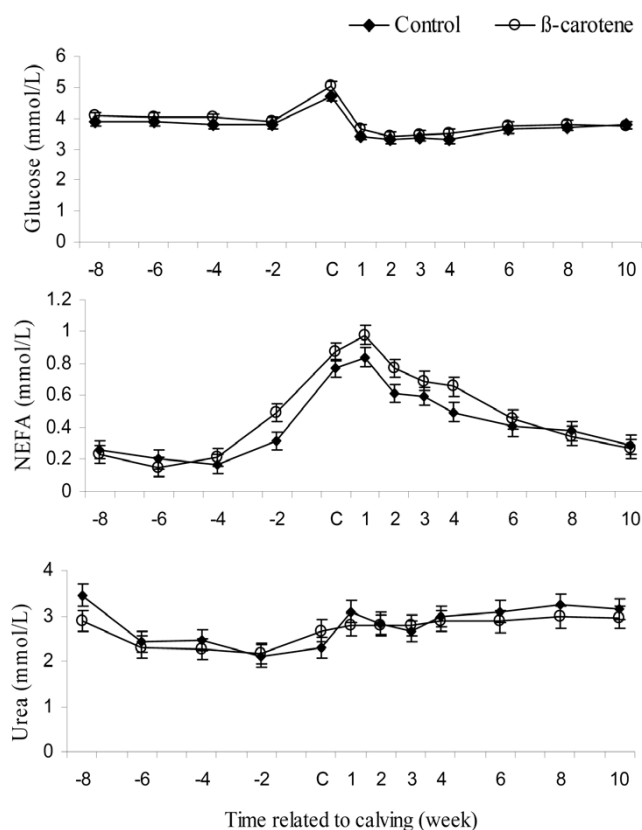 Control ß-carotene
Glucose (mmol/L)
6
5
4
3
2
1
0
-8 -6 -4 -2 C 1 2 3 4 6 8 10
NEFA (mmol/L)
1.2
1
0.8
0.6
0.4
0.2
0
-8 -6 -4 -2 C 1 2 3 4 6 8 10
Urea (mmol/L)
4
3
2
1
0
-8 -6 -4 -2 C 1 2 3 4 6 8 10
Time related to calving (week)